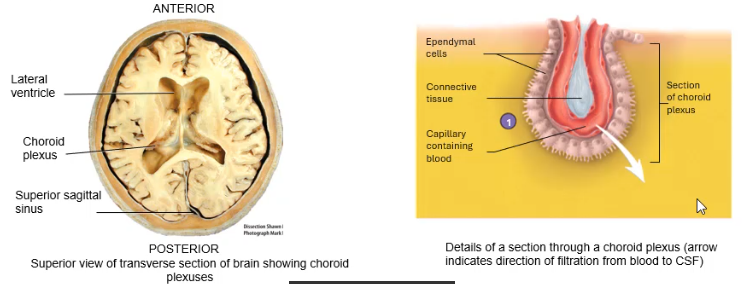 ANTERIOR
Lateral
ventricle
Choroid
plexus
Superior sagittal
sinus
Dissection Shawn
Photograph Mark
POSTERIOR
Superior view of transverse section of brain showing choroid
plexuses
Ependymal
cells
Connective
tissue
1
Capillary
containing
blood
Section
of choroid
plexus
Details of a section through a choroid plexus (arrow
indicates direction of filtration from blood to CSF)